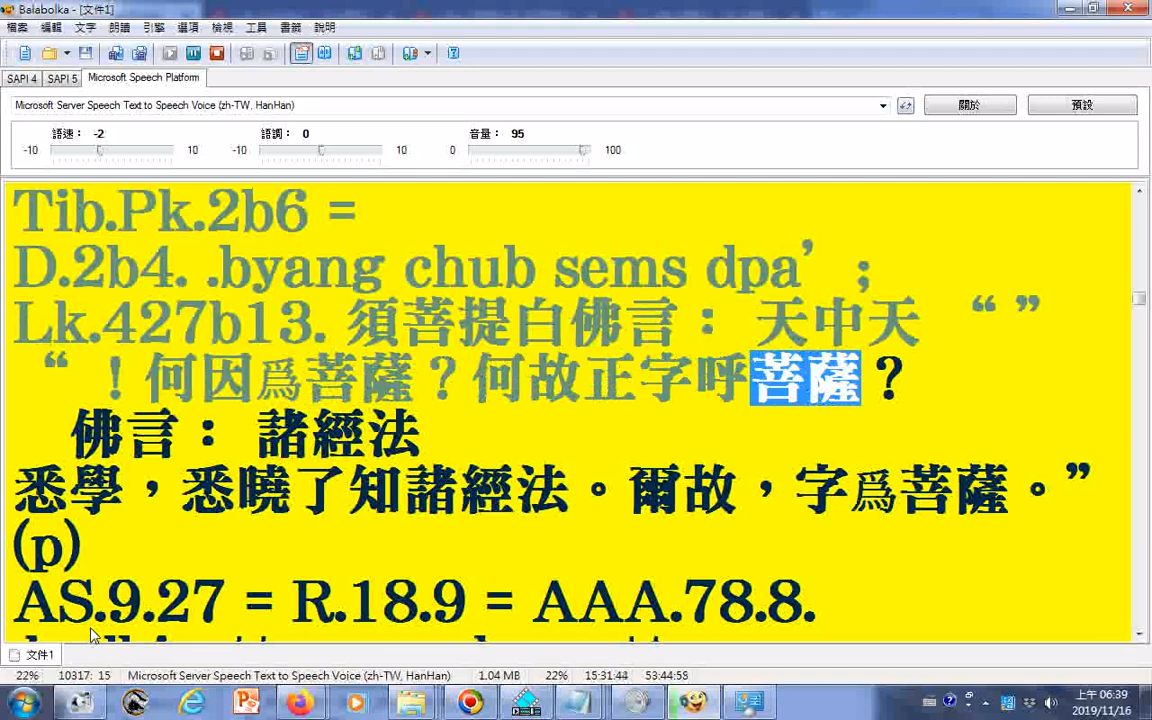 Balabolka - [文件1]
檔案 編輯 文字 朗讀 引擎 選項 檢視 工具 書籤 說明
SAPI 4 SAPI 5 Microsoft Speech Platform
Microsoft Server Speech Text to Speech Voice (zh-TW, HanHan) 關於 預設
語速： -2 語調： 0 音量： 95
-10 10 -10 10 0 100
Tib.Pk.2b6 =
D.2b4. .byang chub sems dpa’；
Lk.427b13. 須菩提白佛言： 天中天 “ ”
“ ！何因爲菩薩？何故正字呼菩薩？
佛言： 諸經法
悉學，悉曉了知諸經法。爾故，字爲菩薩。”
(p)
AS.9.27 = R.18.9 = AAA.78.8.
文件1
22% 10317: 15 Microsoft Server Speech Text to Speech Voice (zh-TW, HanHan) 1.04 MB 22% 15:31:44 53:44:58
上午 06:39
2019/11/16